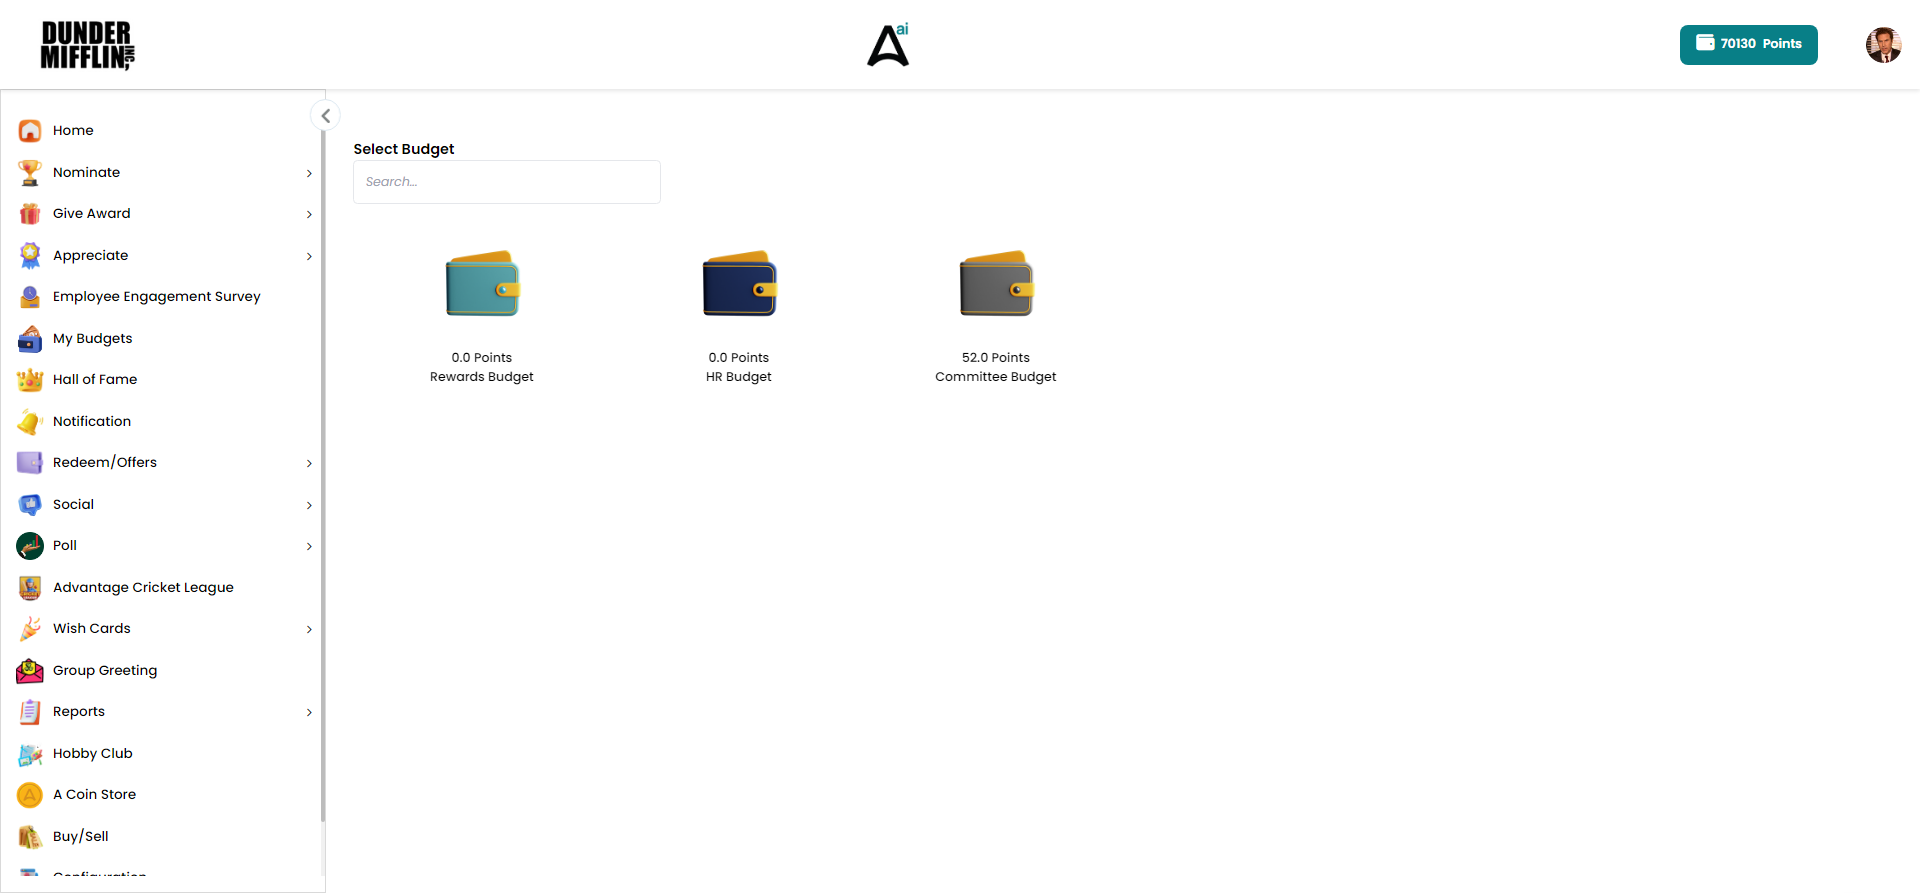 DUNDER
MIFFLIN INC,
ai
70130 Points
Home
Nominate
Give Award
Appreciate
Employee Engagement Survey
My Budgets
Hall of Fame
Notification
Redeem/Offers
Social
Poll
Advantage Cricket League
Wish Cards
Group Greeting
Reports
Hobby Club
A Coin Store
Buy/Sell
Configuration
Select Budget
Search...
0.0 Points
Rewards Budget
0.0 Points
HR Budget
52.0 Points
Committee Budget